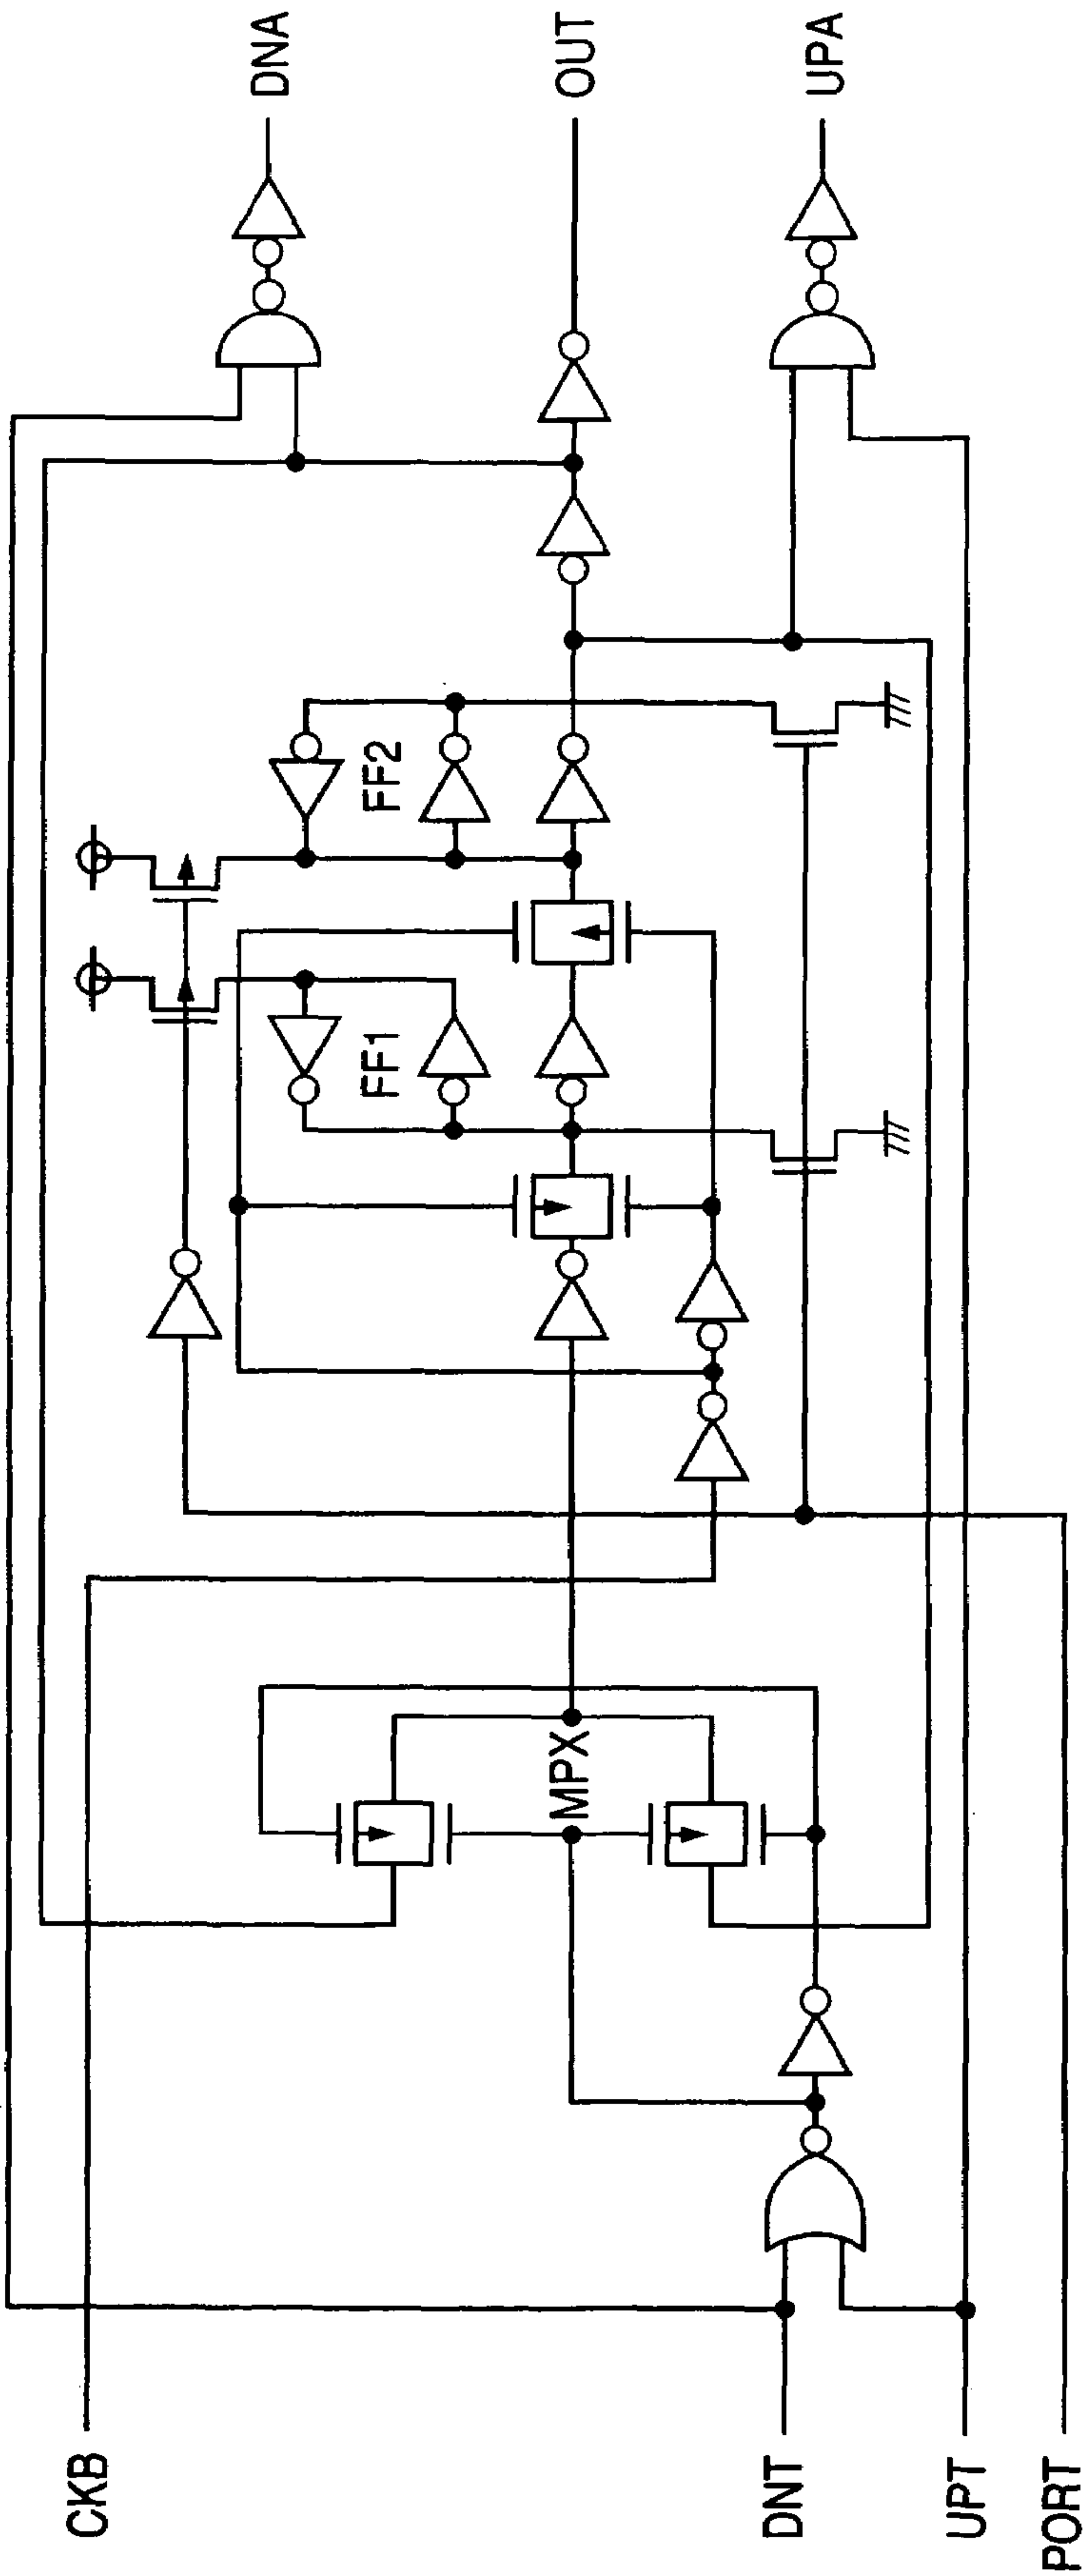 DNA
OUT
UPA
FF2
FF1
MPX
CKB
DNT
UPT
PORT